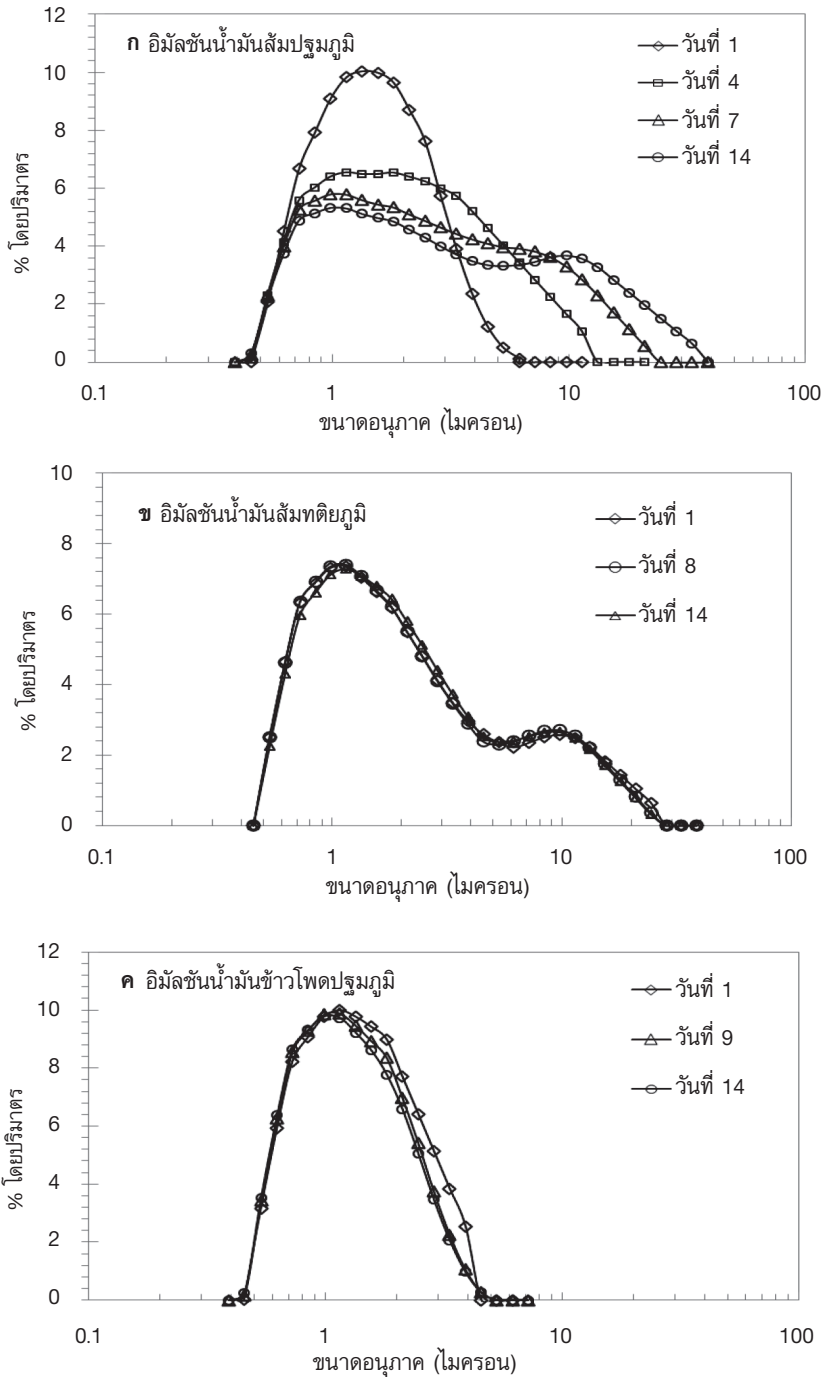 12
ก อิมัลชันน้ำมันส้มปฐมภูมิ
วันที่ 1
10
วันที่ 4
8
วันที่ 7
วันที่ 14
6
4
2
0
% โดยปริมาตร
0.1
1
10
100
ขนาดอนุภาค (ไมครอน)
10
ข อิมัลชันน้ำมันส้มทติยภูมิ
วันที่ 1
8
วันที่ 8
วันที่ 14
6
4
2
0
% โดยปริมาตร
0.1
1
10
100
ขนาดอนุภาค (ไมครอน)
12
ค อิมัลชันน้ำมันข้าวโพดปฐมภูมิ
วันที่ 1
10
วันที่ 9
8
วันที่ 14
6
4
2
0
% โดยปริมาตร
0.1
1
10
100
ขนาดอนุภาค (ไมครอน)